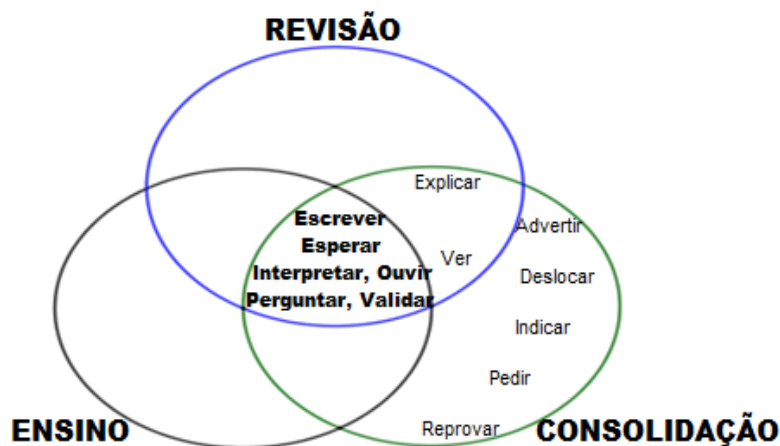 REVISÃO
Explicar
Escrever
Advertir
Esperar
Ver
Interpretar, Ouvir
Deslocar
Perguntar, Validar
Indicar
Pedir
Reprovar
ENSINO
CONSOLIDAÇÃO